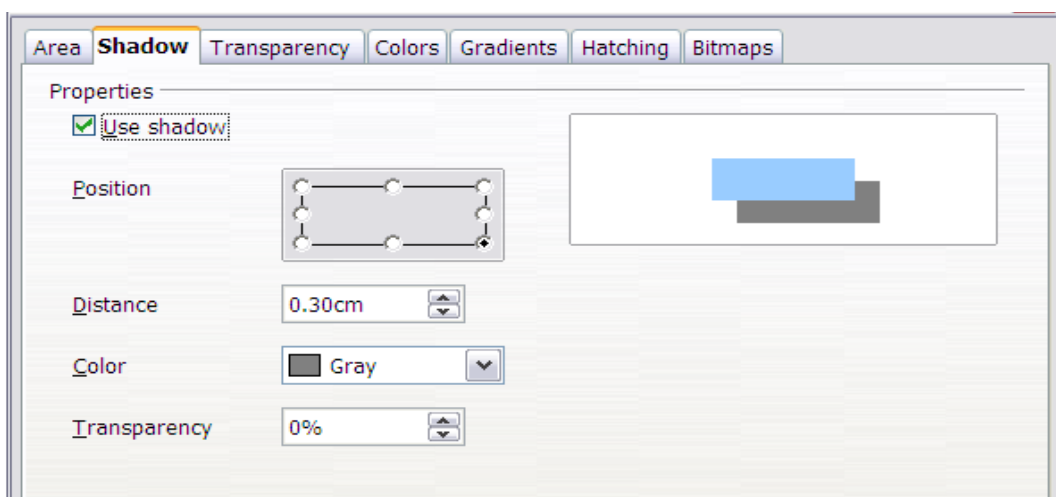 Area Shadow Transparency Colors Gradients Hatching Bitmaps
Properties
Use shadow
Position
Distance 0.30cm
Color Gray
Transparency 0%